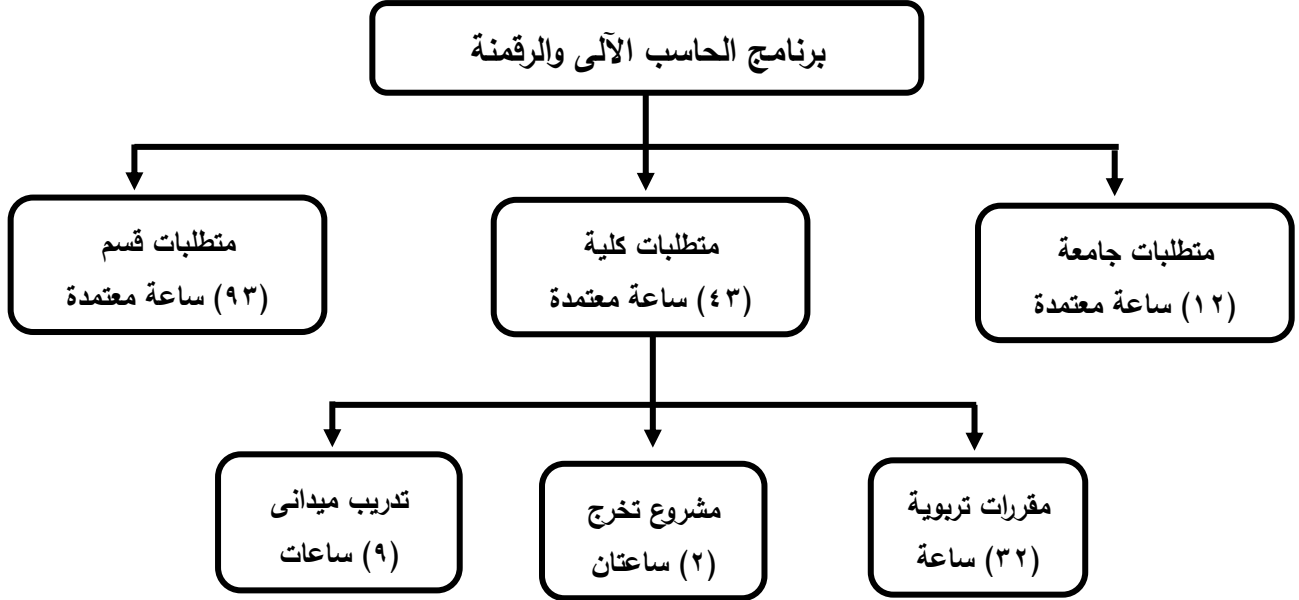 برنامج الحاسب الآلى والرقمنة
متطلبات جامعة
(١٢) ساعة معتمدة
متطلبات كلية
(٤٣) ساعة معتمدة
متطلبات قسم
(٩٣) ساعة معتمدة
مقررات تربوية
(٣٢) ساعة
مشروع تخرج
(٢) ساعتان
تدريب ميدانى
(٩) ساعات